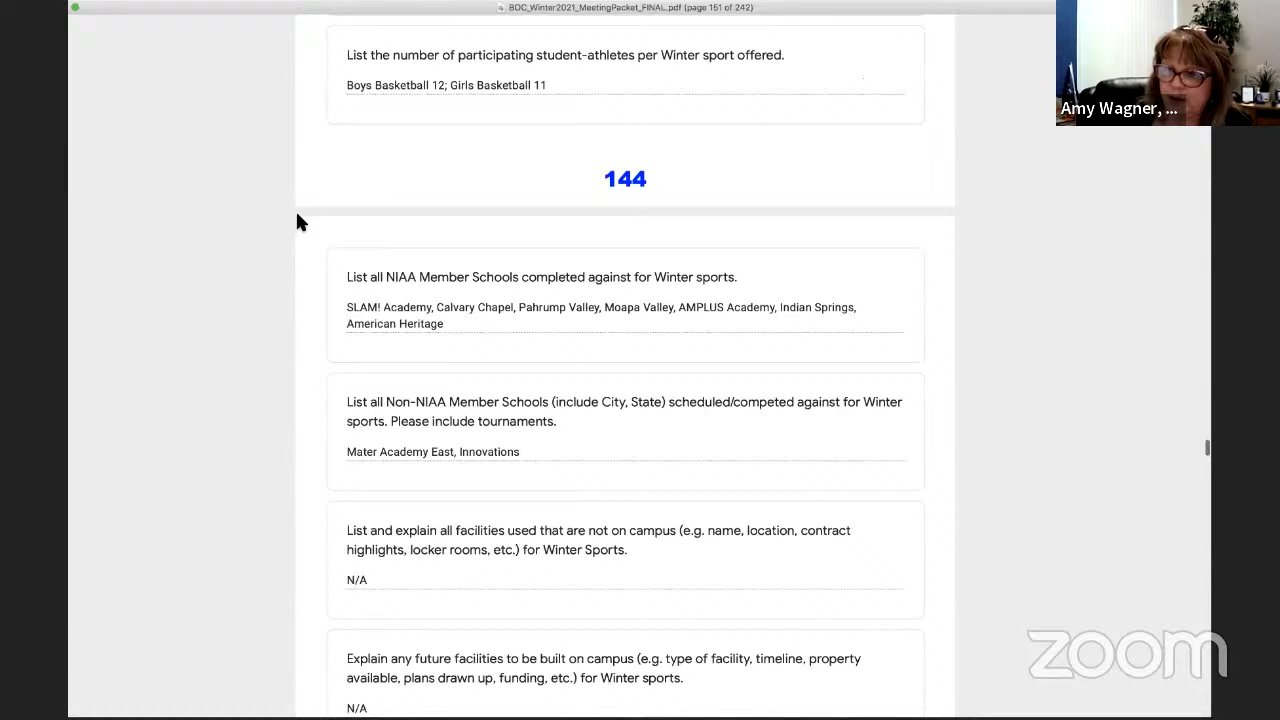 BOC_Winter2021_MeetingPacket_FINAL.pdf (page 151 of 242)
List the number of participating student-athletes per Winter sport offered.
Boys Basketball 12; Girls Basketball 11
Amy Wagner, ...
144
List all NIAA Member Schools completed against for Winter sports.
SLAM! Academy, Calvary Chapel, Pahrump Valley, Moapa Valley, AMPLUS Academy, Indian Springs,
American Heritage
List all Non-NIAA Member Schools (include City, State) scheduled/competed against for Winter
sports. Please include tournaments.
Mater Academy East, Innovations
List and explain all facilities used that are not on campus (e.g. name, location, contract
highlights, locker rooms, etc.) for Winter Sports.
N/A
Explain any future facilities to be built on campus (e.g. type of facility, timeline, property
available, plans drawn up, funding, etc.) for Winter sports.
N/A
zoom